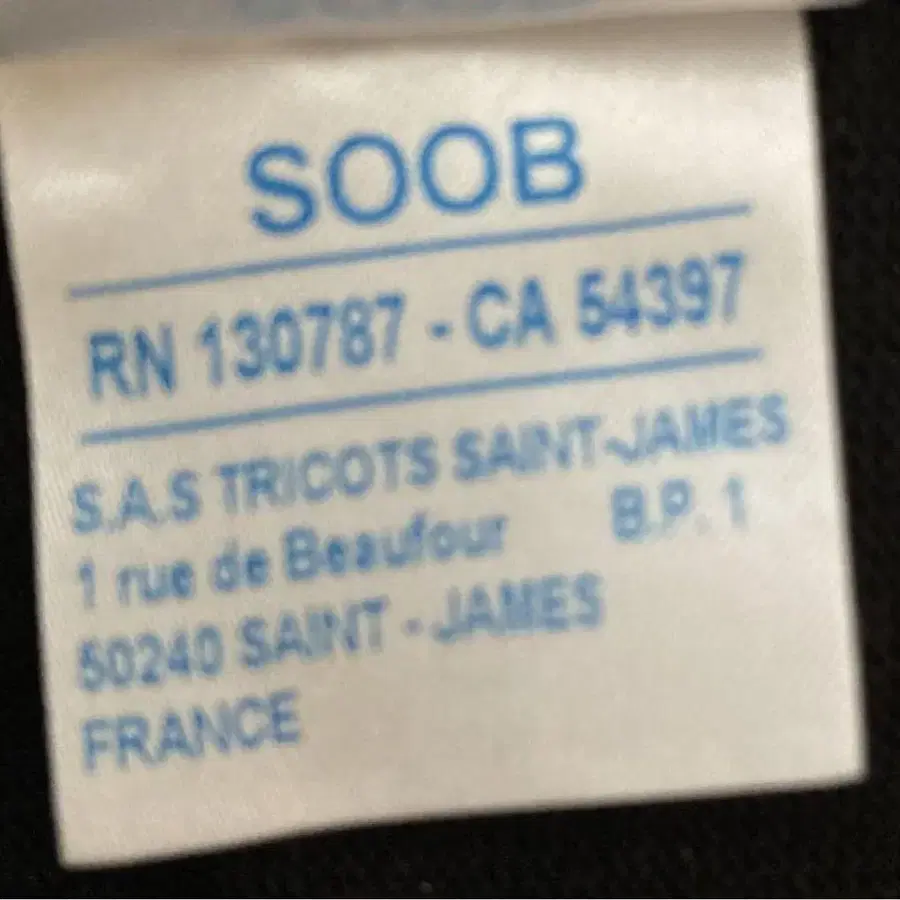 SOOB
RN 130787 - CA 54397
S.A.S TRICOTS SAINT-JAMES
1 rue de Beaufour B.P. 1
50240 SAINT - JAMES
FRANCE